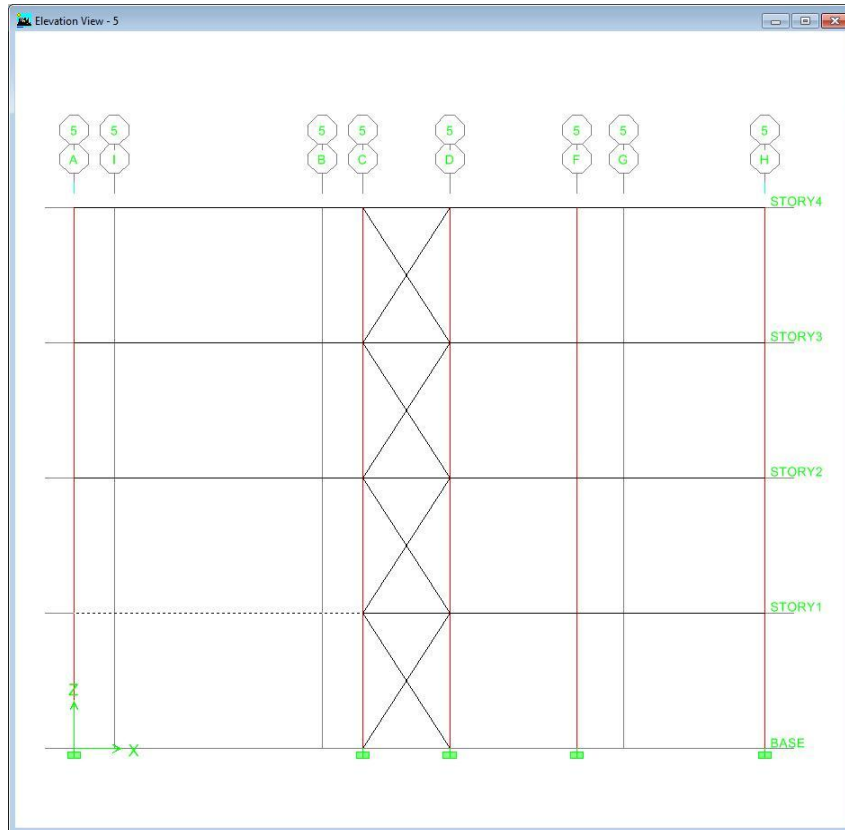 Elevation View - 5
5 5 5 5 5 5 5 5
A I B C D F G H
STORY4
STORY3
STORY2
STORY1
Z
X
BASE